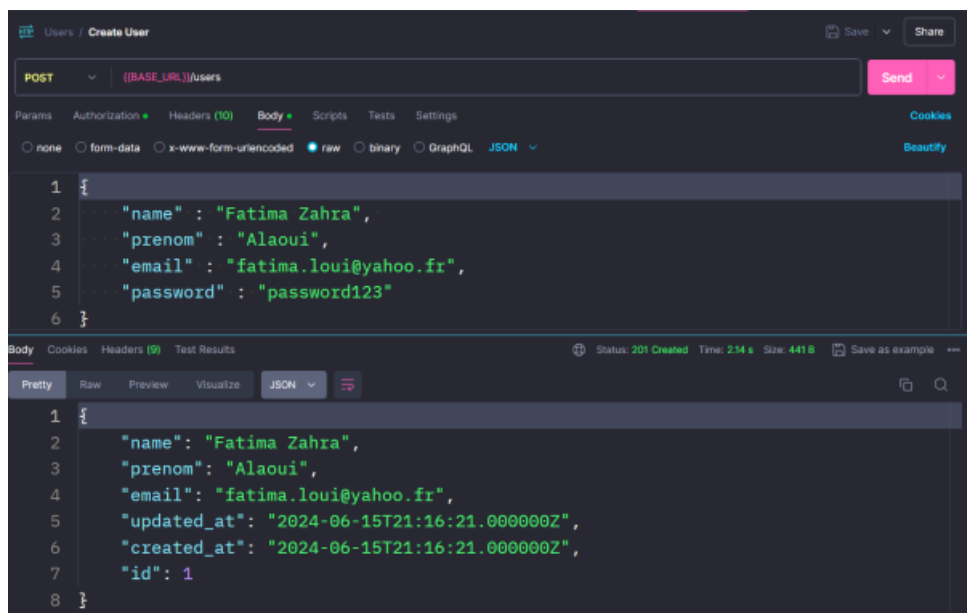 HTTP Users / Create User Save Share
POST {{BASE_URL}}/users Send
Params Authorization Headers (10) Body Scripts Tests Settings Cookies
none form-data x-www-form-urlencoded raw binary GraphQL JSON Beautify
1 {
2 "name" : "Fatima Zahra",
3 "prenom" : "Alaoui",
4 "email" : "fatima.loui@yahoo.fr",
5 "password" : "password123"
6 }
Body Cookies Headers (9) Test Results Status: 201 Created Time: 2.14 s Size: 441 B Save as example
Pretty Raw Preview Visualize JSON
1 {
2 "name": "Fatima Zahra",
3 "prenom": "Alaoui",
4 "email": "fatima.loui@yahoo.fr",
5 "updated_at": "2024-06-15T21:16:21.000000Z",
6 "created_at": "2024-06-15T21:16:21.000000Z",
7 "id": 1
8 }